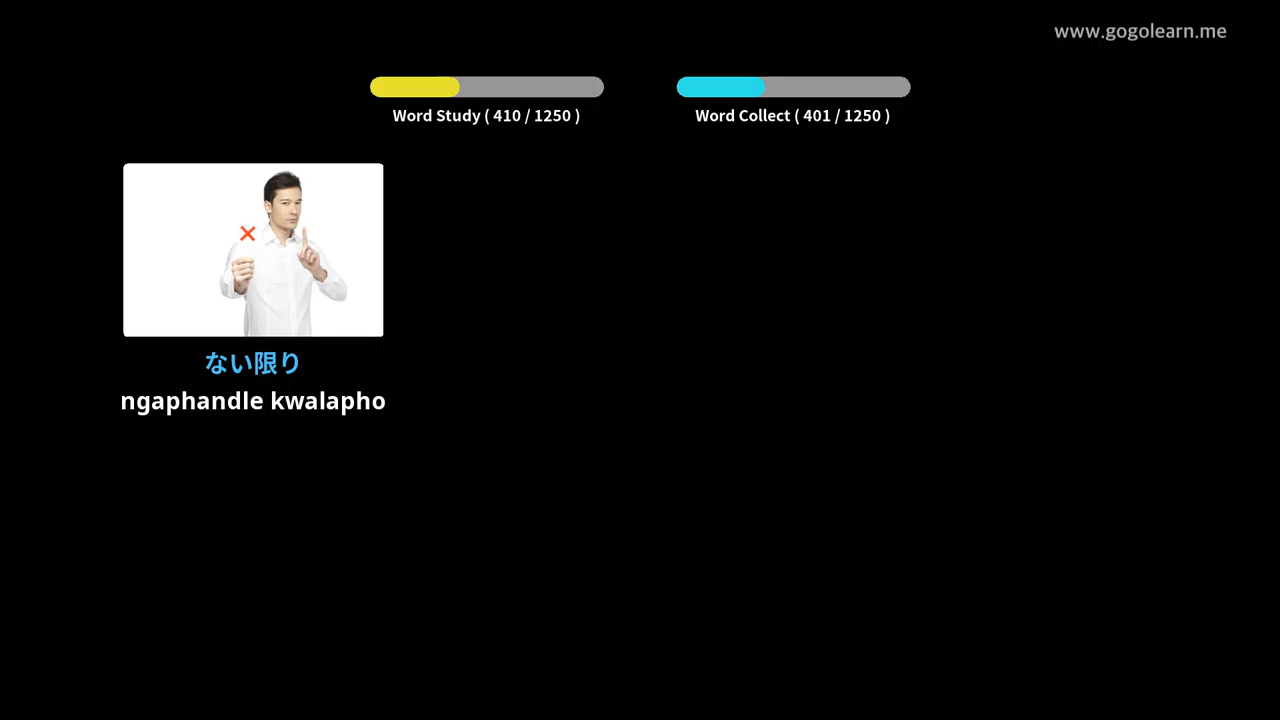 www.gogolearn.me
Word Study ( 410 / 1250 )
Word Collect ( 401 / 1250 )
ない限り
ngaphandle kwalapho